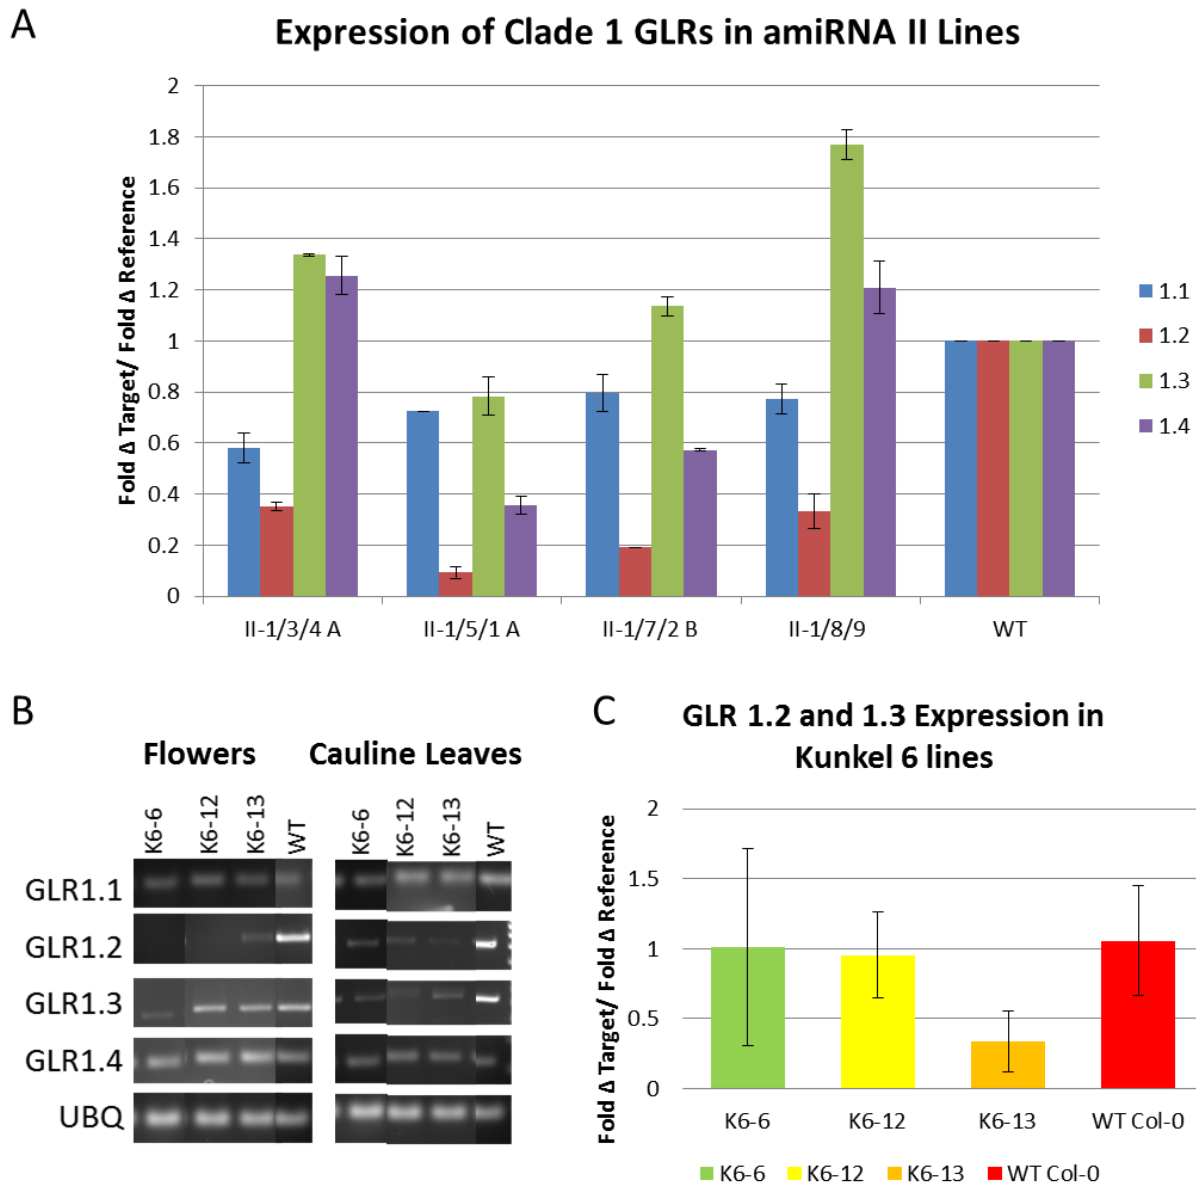 A
Expression of Clade 1 GLRs in amiRNA II Lines
Fold Δ Target/ Fold Δ Reference
2
1.8
1.6
1.4
1.2
1
0.8
0.6
0.4
0.2
0
II-1/3/4 A
II-1/5/1 A
II-1/7/2 B
II-1/8/9
WT
1.1
1.2
1.3
1.4
B
Flowers
Cauline Leaves
K6-6
K6-12
K6-13
WT
K6-6
K6-12
K6-13
WT
GLR1.1
GLR1.2
GLR1.3
GLR1.4
UBQ
C
GLR 1.2 and 1.3 Expression in
Kunkel 6 lines
Fold Δ Target/ Fold Δ Reference
2
1.5
1
0.5
0
K6-6
K6-12
K6-13
WT Col-0
K6-6
K6-12
K6-13
WT Col-0